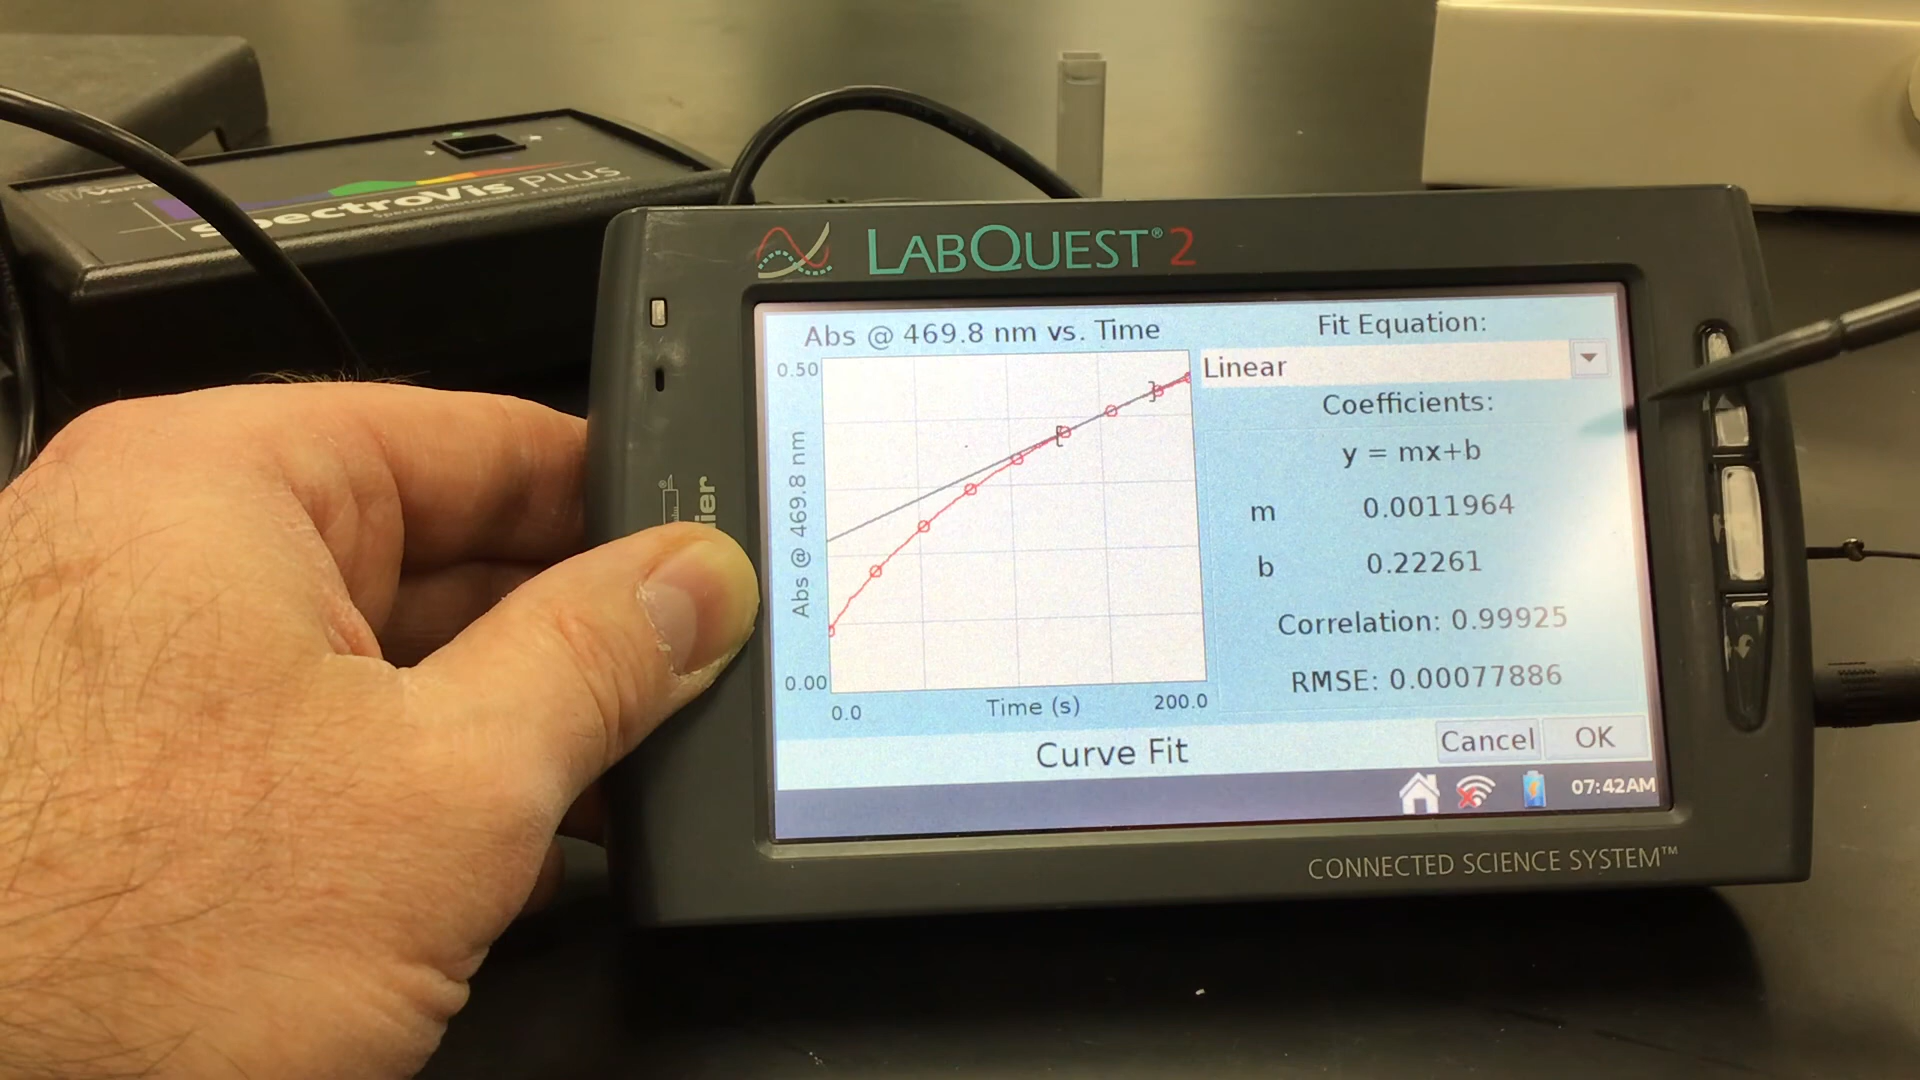 SpectroVis Plus
LABQUEST® 2
Abs @ 469.8 nm vs. Time
0.50
Abs @ 469.8 nm
0.00
0.0
Time (s)
200.0
Fit Equation:
Linear
Coefficients:
y = mx+b
m 0.0011964
b 0.22261
Correlation: 0.99925
RMSE: 0.00077886
Curve Fit
Cancel
OK
07:42AM
CONNECTED SCIENCE SYSTEM™